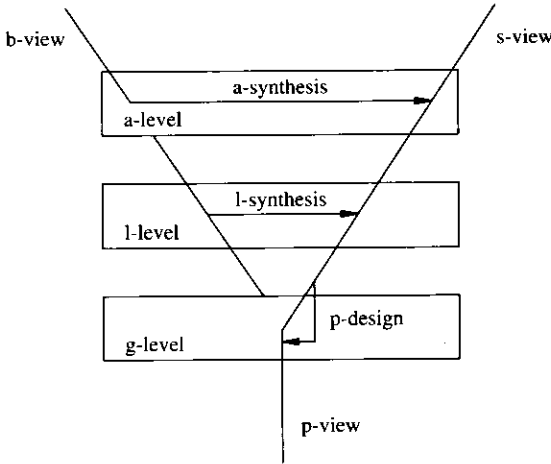 b-view
s-view
a-synthesis
a-level
l-synthesis
l-level
p-design
g-level
p-view